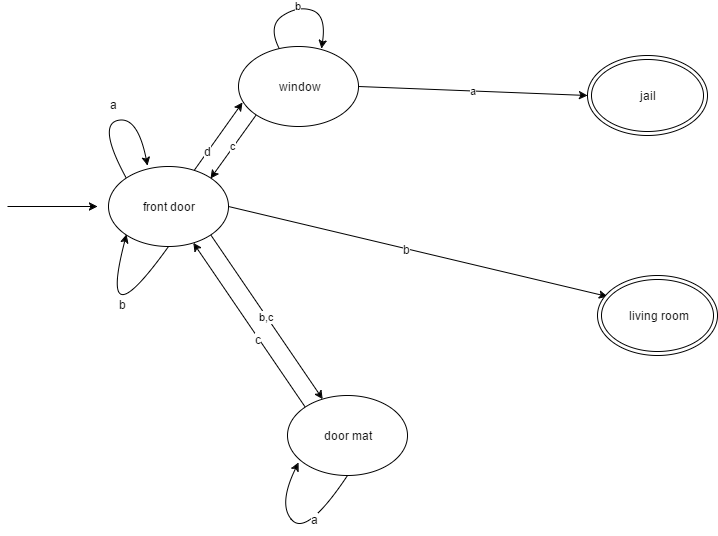 b
window
a
jail
a
d
c
front door
b
b
living room
b,c
c
door mat
a